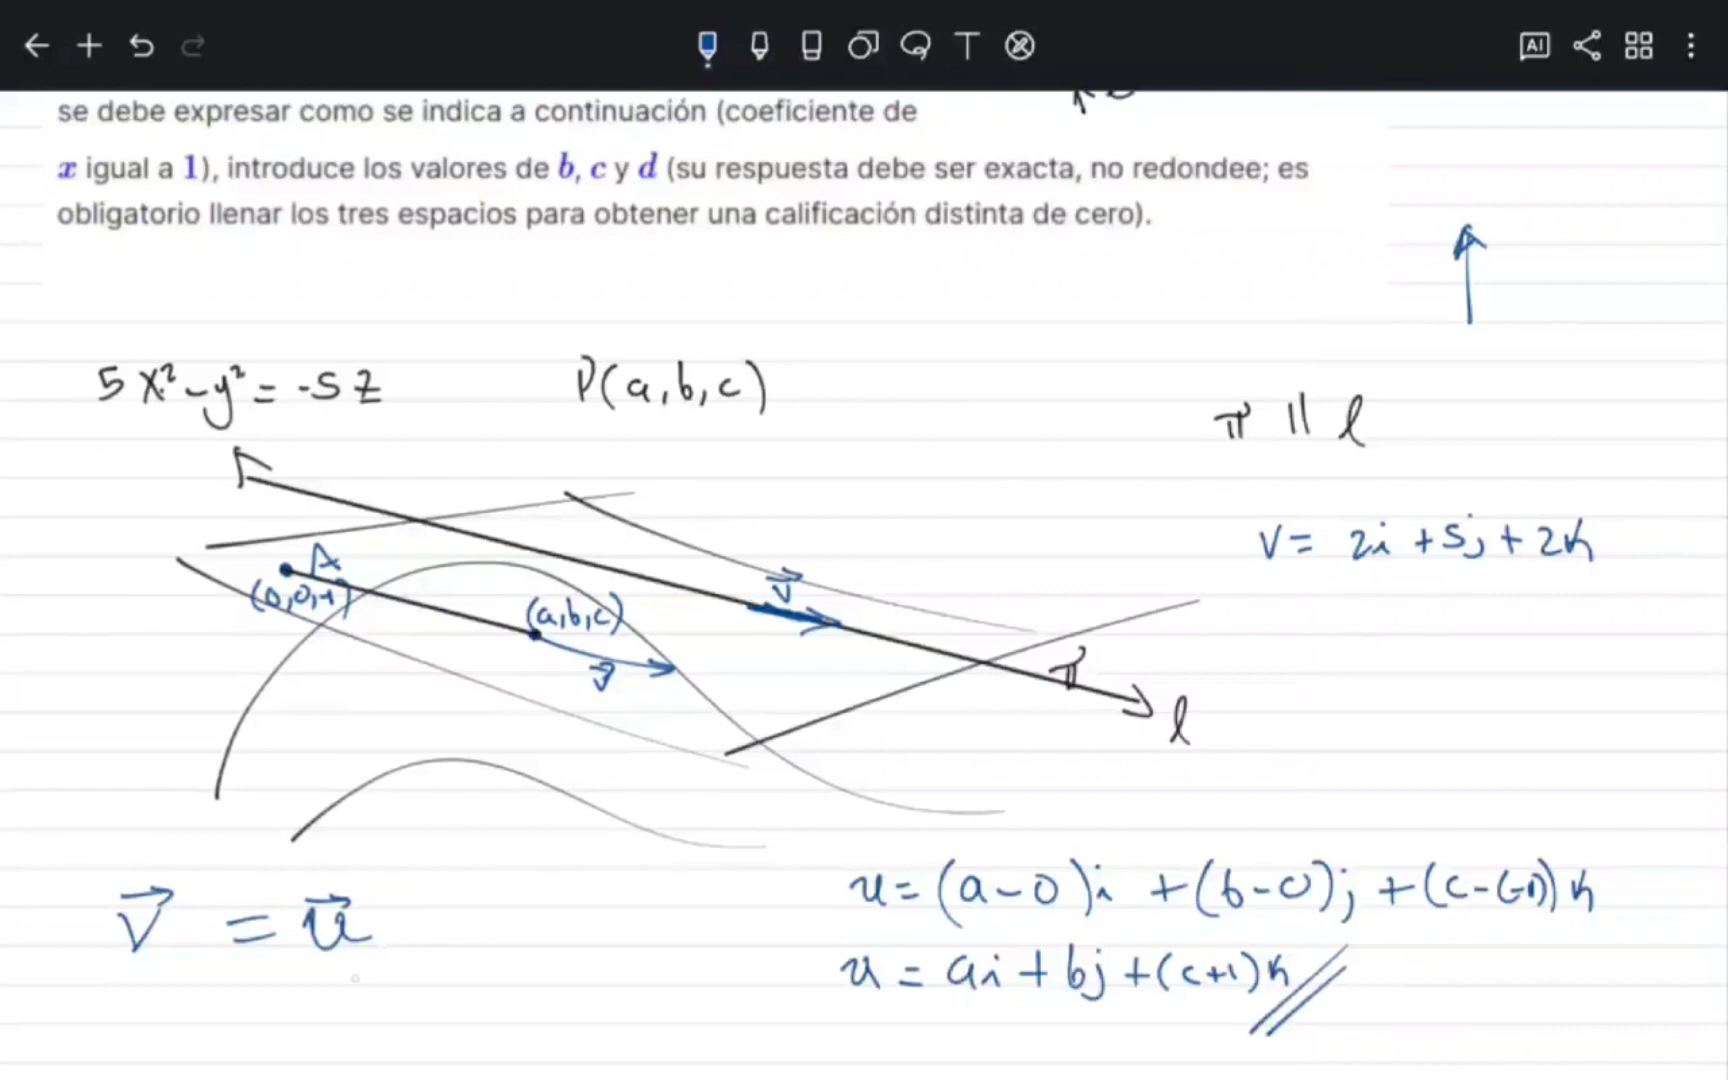 se debe expresar como se indica a continuación (coeficiente de
x igual a 1), introduce los valores de b, c y d (su respuesta debe ser exacta, no redondee; es
obligatorio llenar los tres espacios para obtener una calificación distinta de cero).
5x² - y² = -5z
P(a,b,c)
π || l
v = 2i + 5j + 2k
A
(0,0,-1)
(a,b,c)
v
v
π
l
v = u
u = (a-0)i + (b-0)j + (c-(-1))k
u = ai + bj + (c+1)k